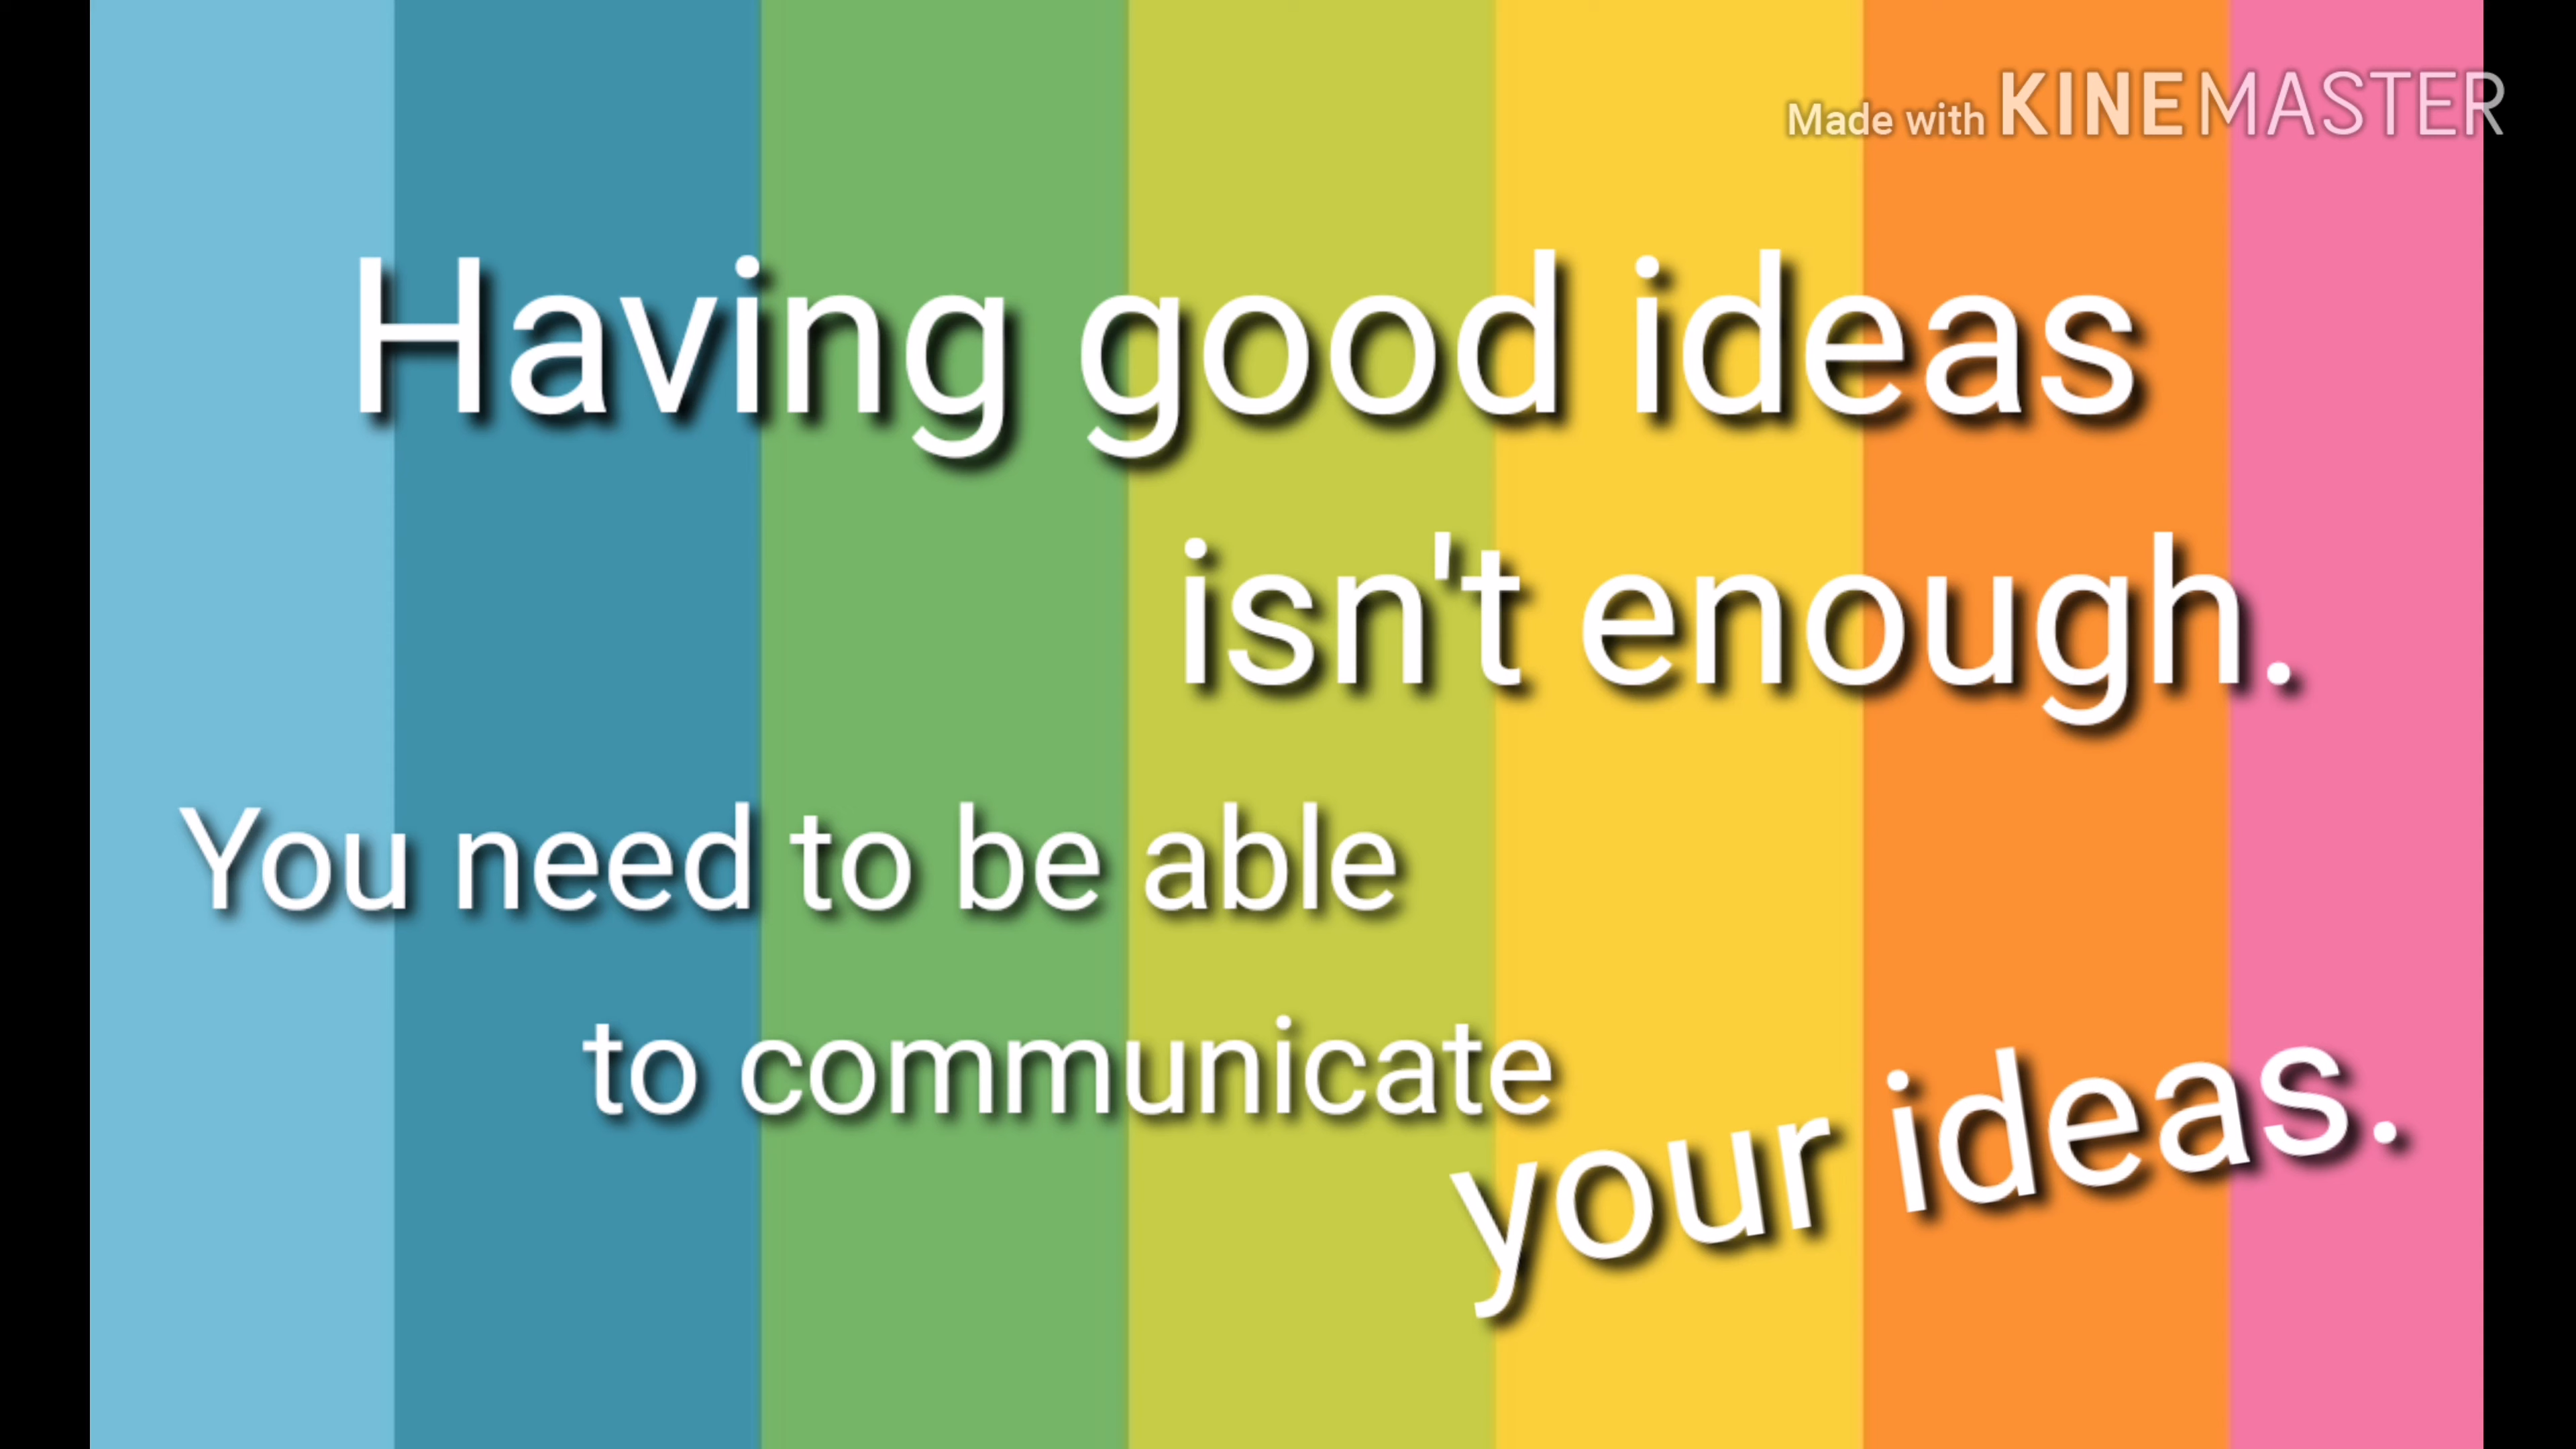 Made with KINEMASTER
Having good ideas
isn't enough.
You need to be able
to communicate
your ideas.